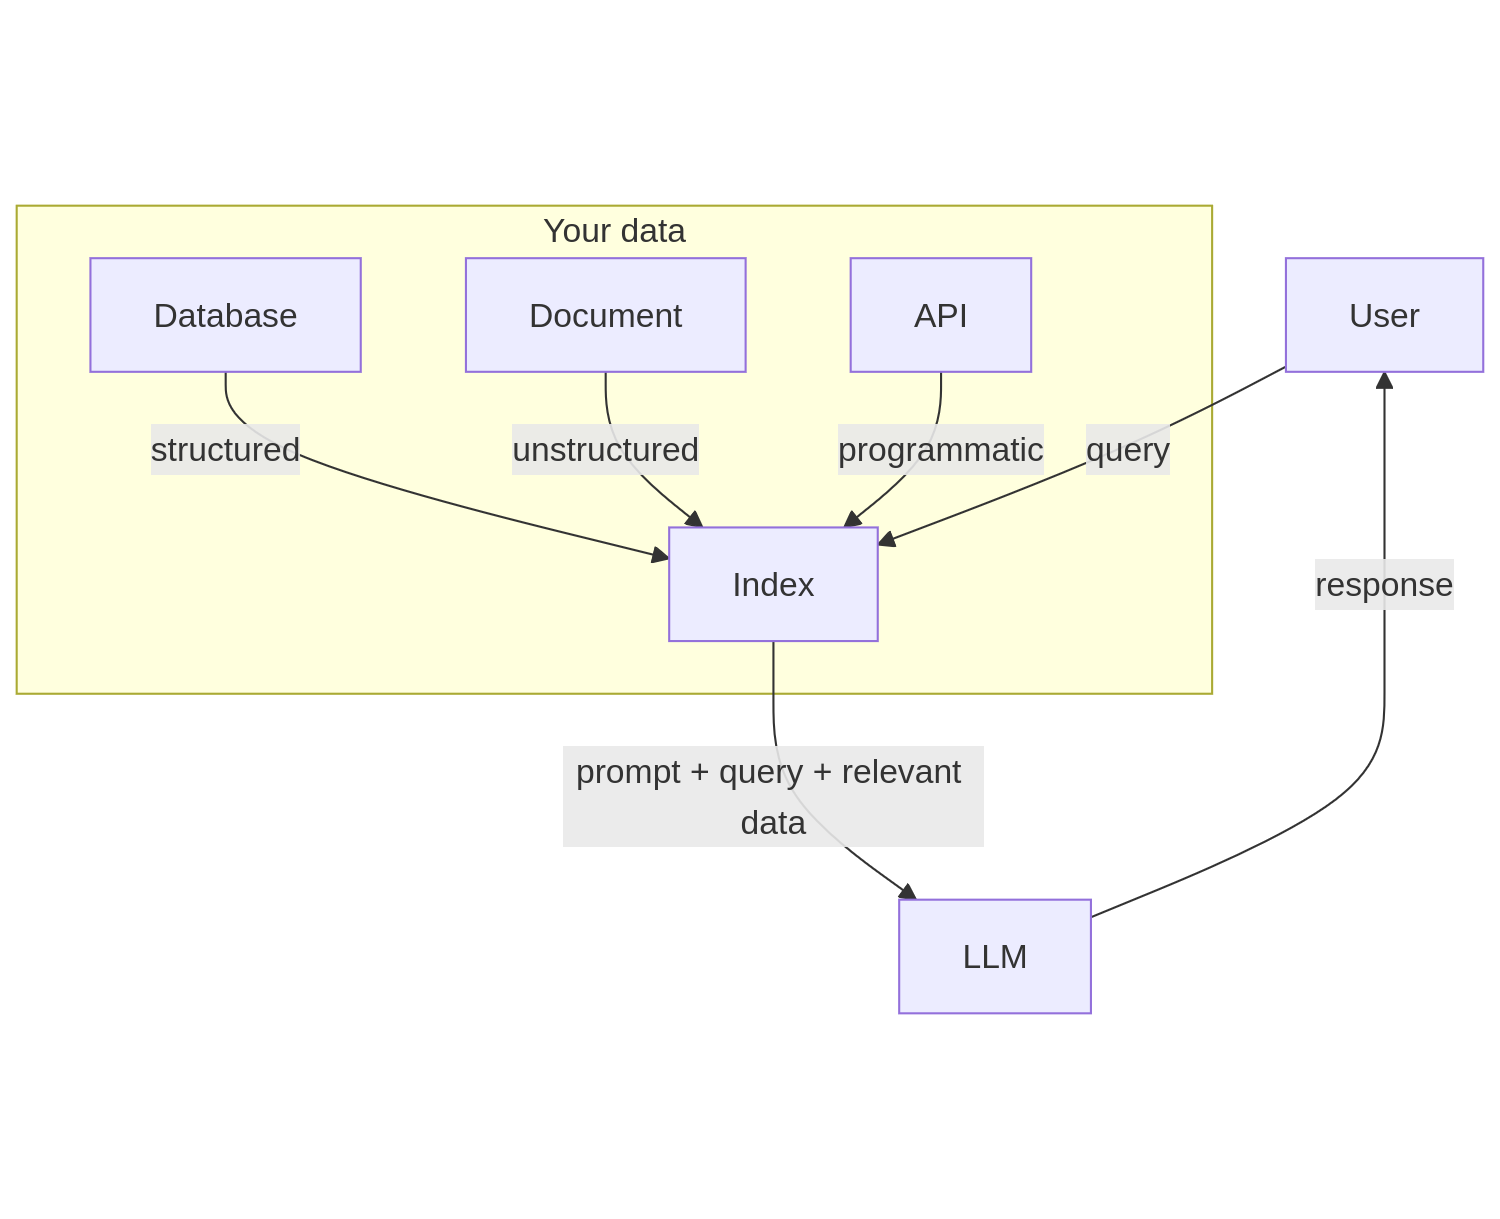 Your data
Database
Document
API
User
structured
unstructured
programmatic
query
Index
response
prompt + query + relevant
data
LLM